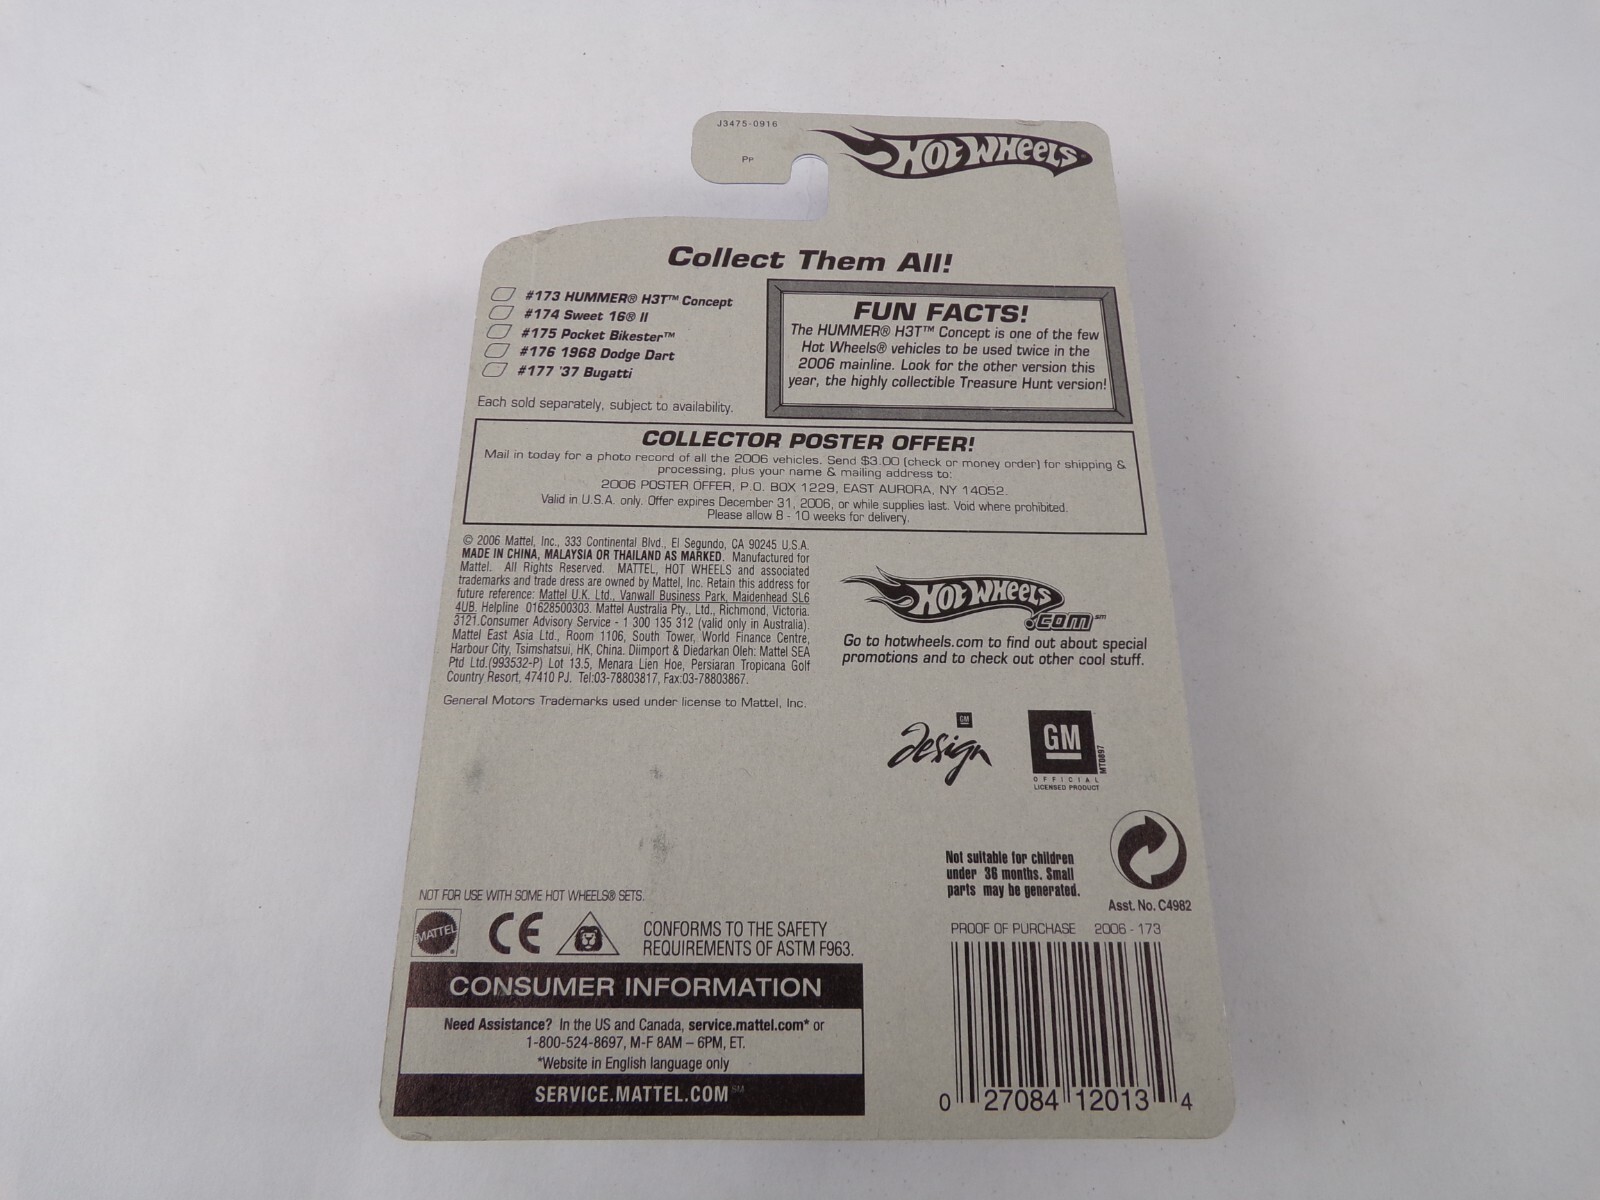 J3475-0916
PP
HOT WHEELS
Collect Them All!
#173 HUMMER® H3T™ Concept
#174 Sweet 16® II
#175 Pocket Bikester™
#176 1968 Dodge Dart
#177 '37 Bugatti
Each sold separately, subject to availability.
FUN FACTS!
The HUMMER® H3T™ Concept is one of the few
Hot Wheels® vehicles to be used twice in the
2006 mainline. Look for the other version this
year, the highly collectible Treasure Hunt version!
COLLECTOR POSTER OFFER!
Mail in today for a photo record of all the 2006 vehicles. Send $3.00 (check or money order) for shipping &
processing, plus your name & mailing address to:
2006 POSTER OFFER, P.O. BOX 1229, EAST AURORA, NY 14052.
Valid in U.S.A. only. Offer expires December 31, 2006, or while supplies last. Void where prohibited.
Please allow 8 - 10 weeks for delivery.
© 2006 Mattel, Inc., 333 Continental Blvd., El Segundo, CA 90245 U.S.A.
MADE IN CHINA, MALAYSIA OR THAILAND AS MARKED. Manufactured for
Mattel. All Rights Reserved. MATTEL, HOT WHEELS and associated
trademarks and trade dress are owned by Mattel, Inc. Retain this address for
future reference: Mattel U.K. Ltd., Vanwall Business Park, Maidenhead SL6
4UB. Helpline 01628500303. Mattel Australia Pty., Ltd., Richmond, Victoria.
3121.Consumer Advisory Service - 1 300 135 312 (valid only in Australia).
Mattel East Asia Ltd., Room 1106, South Tower, World Finance Centre,
Harbour City, Tsimshatsui, HK, China. Diimport & Diedarkan Oleh: Mattel SEA
Ptd Ltd.(993532-P) Lot 13.5, Menara Lien Hoe, Persiaran Tropicana Golf
Country Resort, 47410 PJ. Tel:03-78803817, Fax:03-78803867.
General Motors Trademarks used under license to Mattel, Inc.
HOT WHEELS
.com℠
Go to hotwheels.com to find out about special
promotions and to check out other cool stuff.
GM
design
GM
OFFICIAL
LICENSED PRODUCT
MT0897
Not suitable for children
under 36 months. Small
parts may be generated.
Asst. No. C4982
NOT FOR USE WITH SOME HOT WHEELS® SETS.
MATTEL
CE
CONFORMS TO THE SAFETY
REQUIREMENTS OF ASTM F963.
CONSUMER INFORMATION
Need Assistance? In the US and Canada, service.mattel.com* or
1-800-524-8697, M-F 8AM – 6PM, ET.
*Website in English language only
SERVICE.MATTEL.COM℠
PROOF OF PURCHASE 2006 - 173
0 27084 12013 4